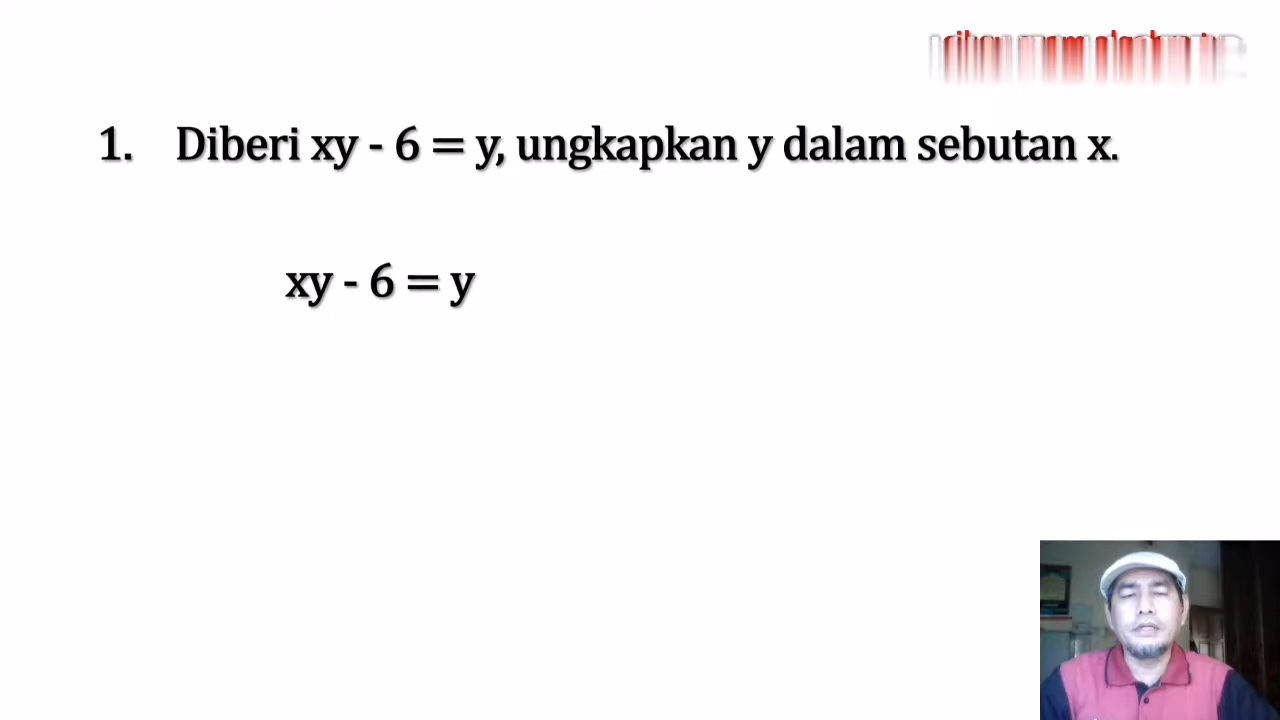 1. Diberi xy - 6 = y, ungkapkan y dalam sebutan x.
xy - 6 = y